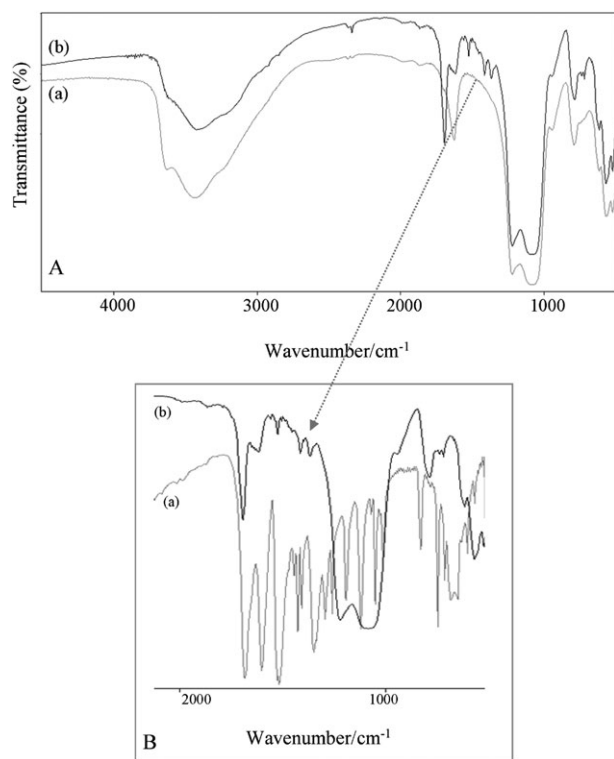 (b)
(a)
Transmittance (%)
A
4000 3000 2000 1000
Wavenumber/cm-1
(b)
(a)
2000 1000
B Wavenumber/cm-1